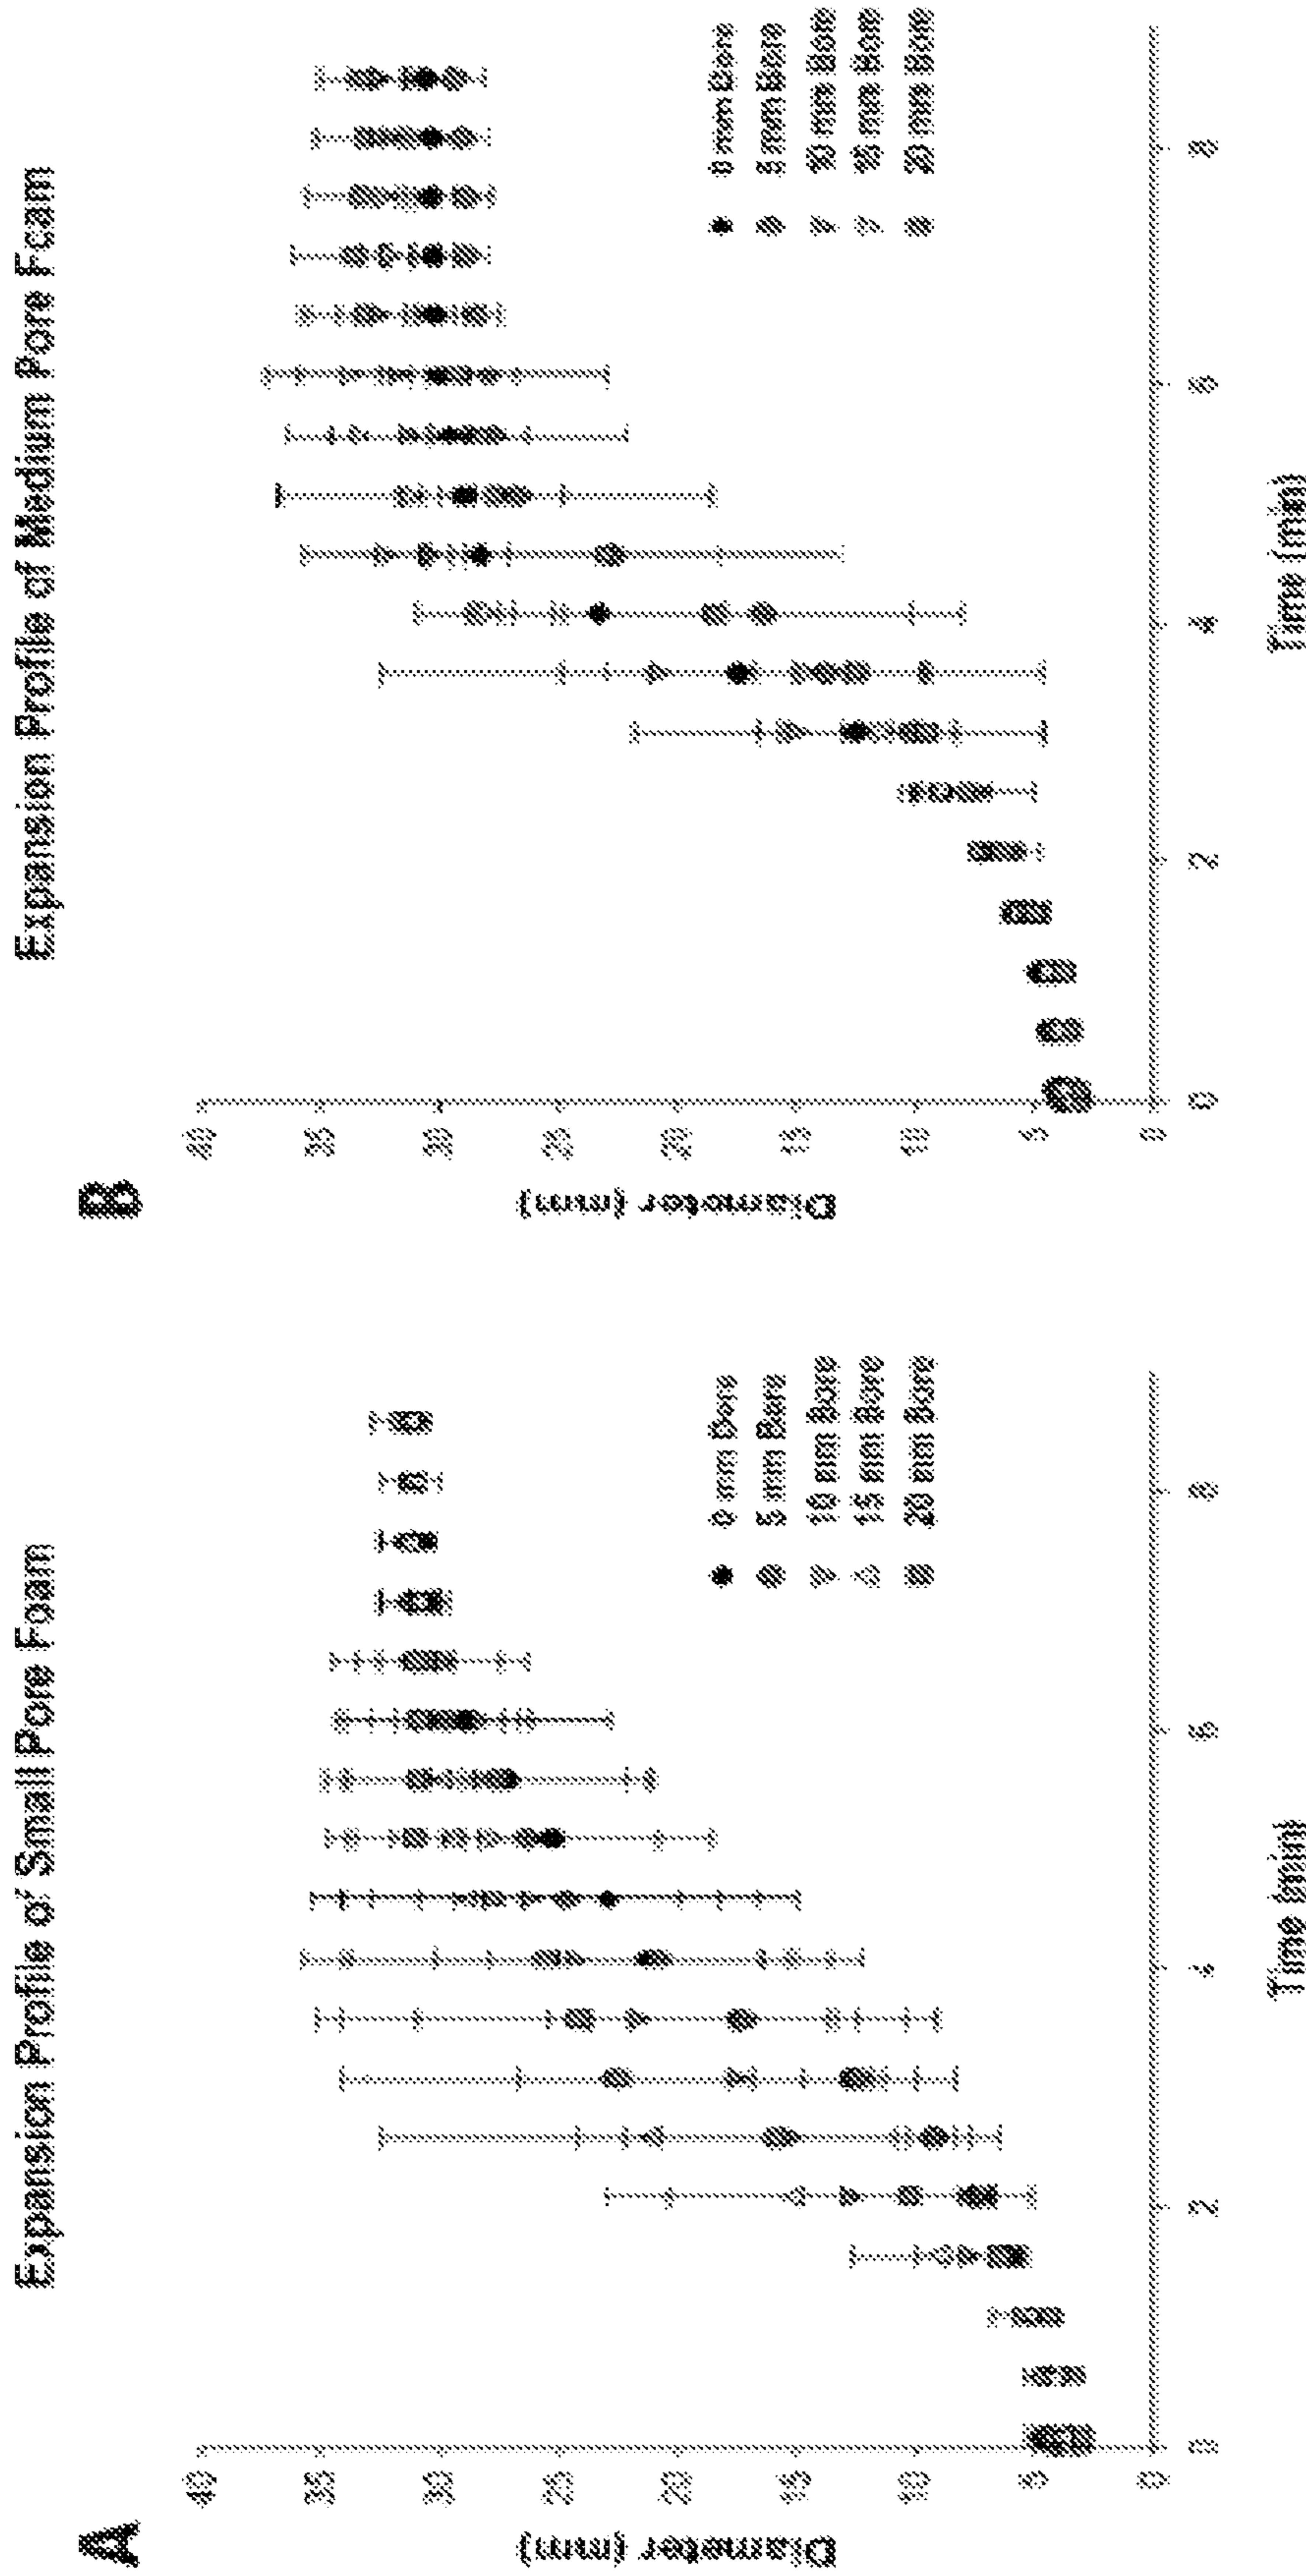 A
Expansion Profile of Small Pore Foam
Diameter (mm)
40
35
30
25
20
15
10
5
0
0
2
4
6
8
Time (min)
0 mm Bore
5 mm Bore
10 mm Bore
15 mm Bore
20 mm Bore
B
Expansion Profile of Medium Pore Foam
Diameter (mm)
40
35
30
25
20
15
10
5
0
0
2
4
6
8
Time (min)
0 mm Bore
5 mm Bore
10 mm Bore
15 mm Bore
20 mm Bore